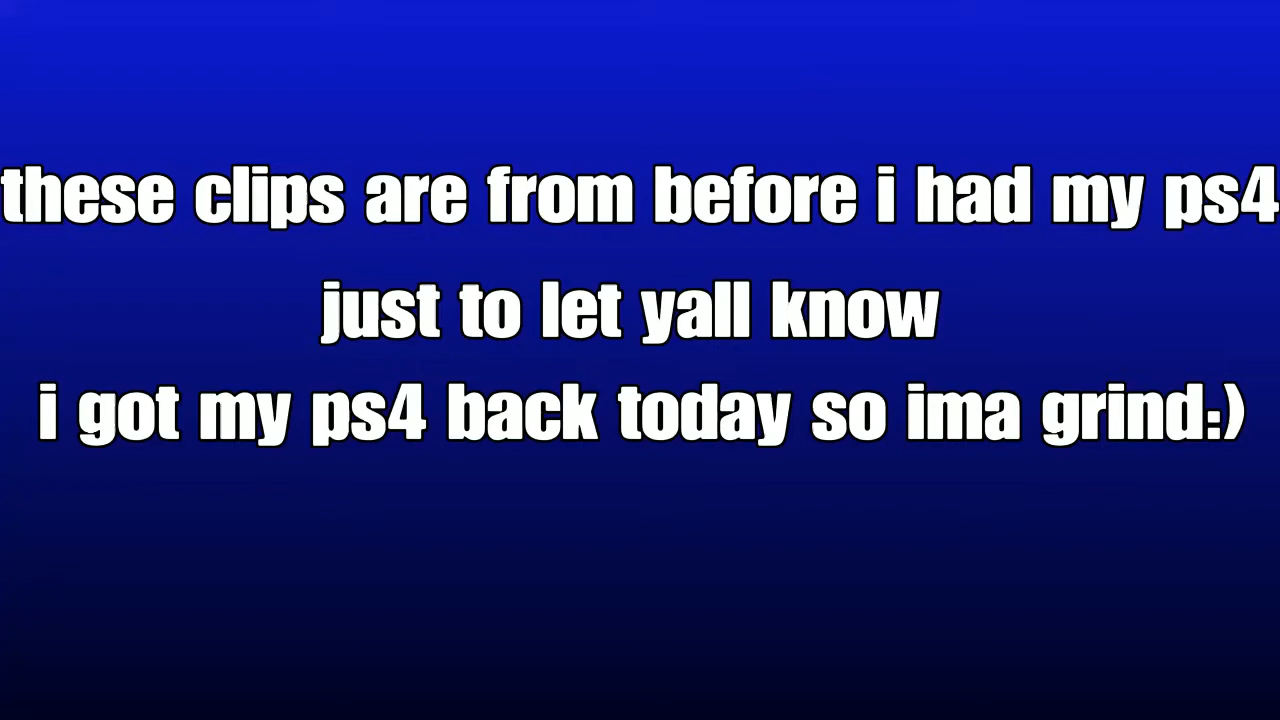 these clips are from before i had my ps4
just to let yall know
i got my ps4 back today so ima grind:)